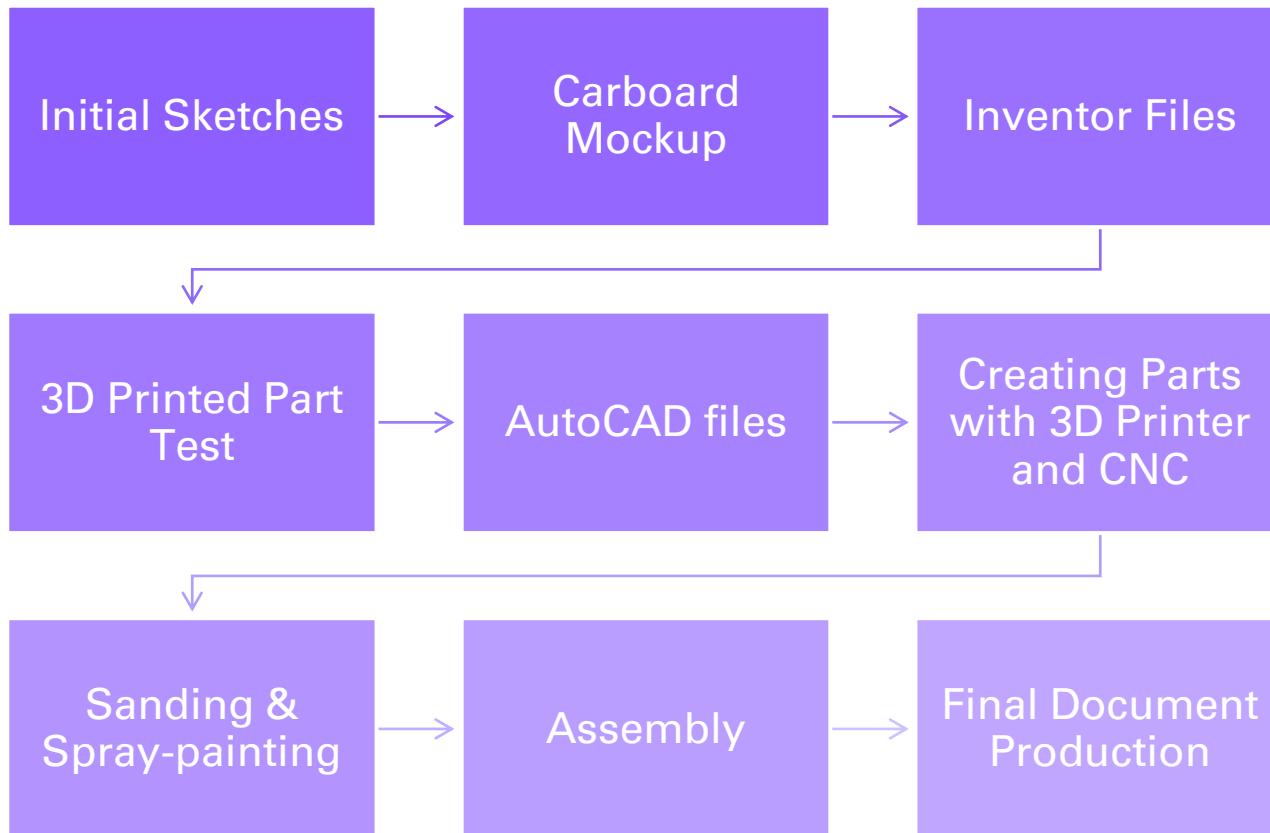 Initial Sketches
Carboard
Mockup
Inventor Files
3D Printed Part
Test
AutoCAD files
Creating Parts
with 3D Printer
and CNC
Sanding &
Spray-painting
Assembly
Final Document
Production